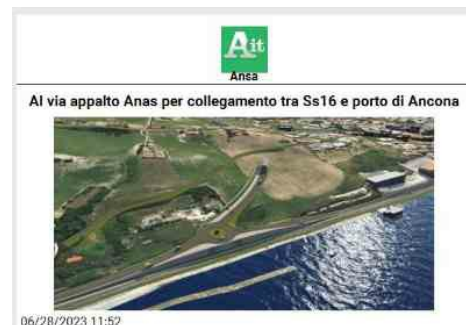 Ait
Ansa
Al via appalto Anas per collegamento tra Ss16 e porto di Ancona
06/28/2023 11:52